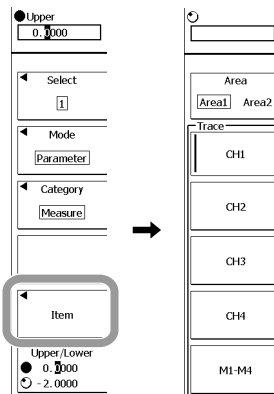 Upper
0.0000
Select
1
Mode
Parameter
Category
Measure
Item
Upper/Lower
0.0000
-2.0000
Area
Area1 Area2
Trace
CH1
CH2
CH3
CH4
M1-M4